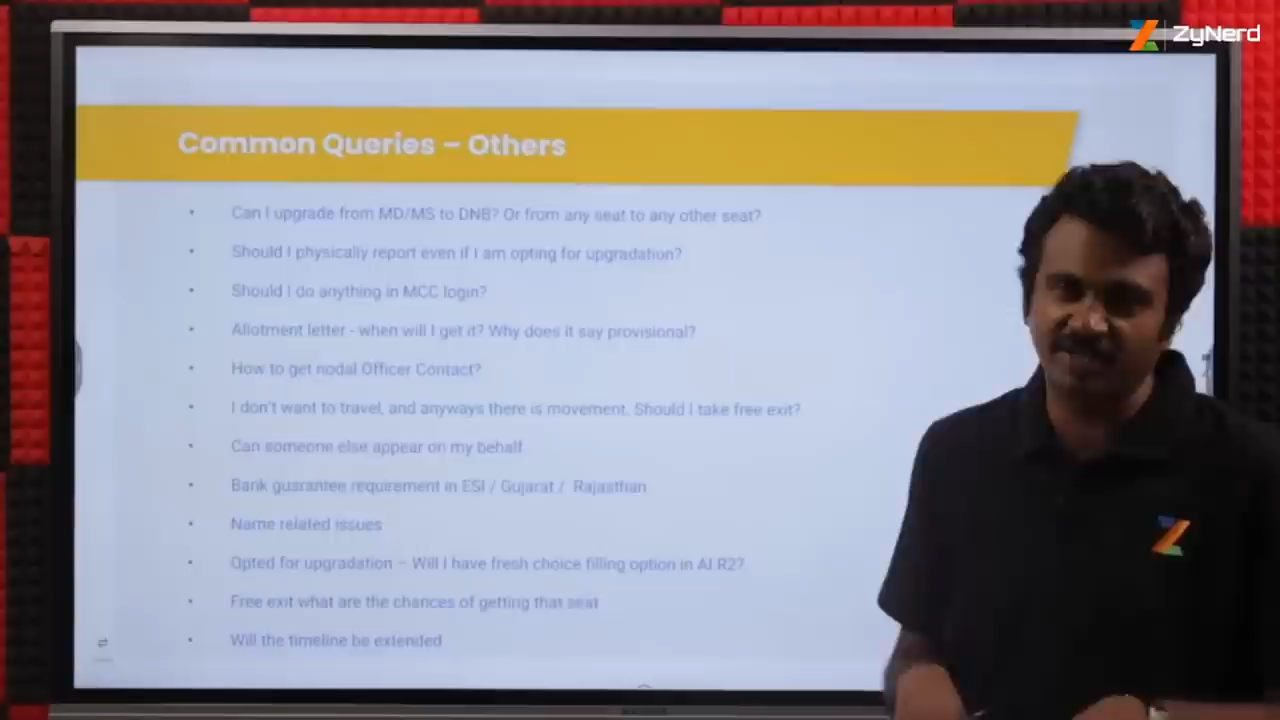 ZyNerd
Common Queries – Others
• Can I upgrade from MD/MS to DNB? Or from any seat to any other seat?
• Should I physically report even if I am opting for upgradation?
• Should I do anything in MCC login?
• Allotment letter - when will I get it? Why does it say provisional?
• How to get nodal Officer Contact?
• I don't want to travel, and anyways there is movement. Should I take free exit?
• Can someone else appear on my behalf
• Bank guarantee requirement in ESI / Gujarat / Rajasthan
• Name related issues
• Opted for upgradation – Will I have fresh choice filling option in AI R2?
• Free exit what are the chances of getting that seat
• Will the timeline be extended